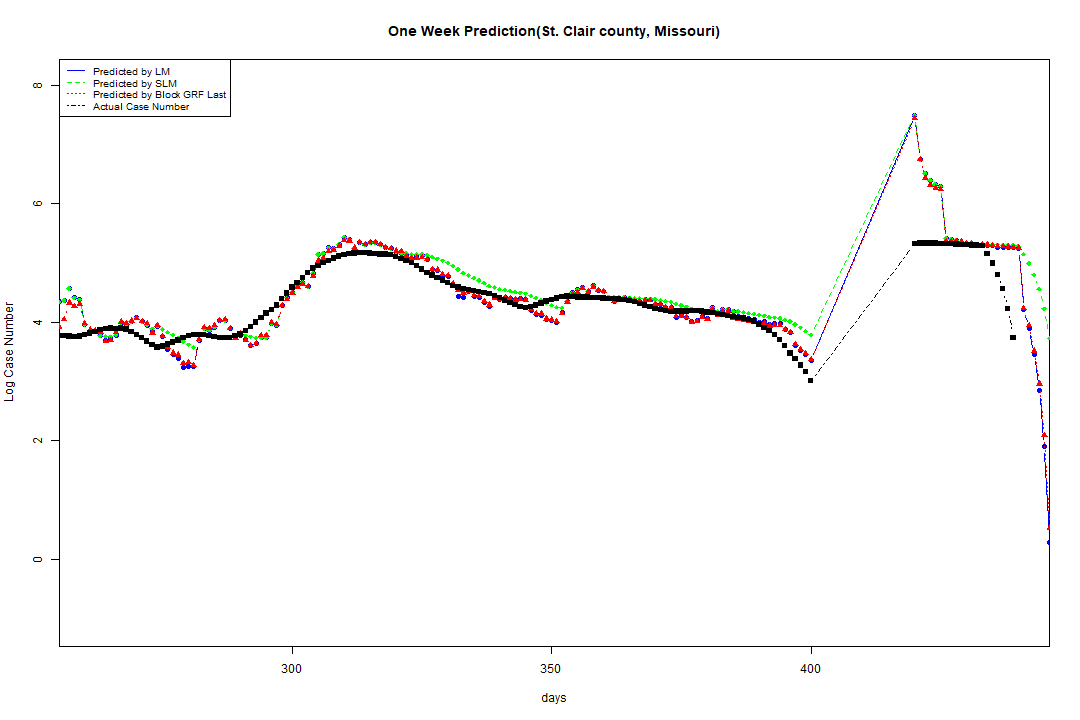 One Week Prediction(St. Clair county, Missouri)
Predicted by LM
Predicted by SLM
Predicted by Block GRF Last
Actual Case Number
8
6
4
2
0
Log Case Number
300 350 400
days